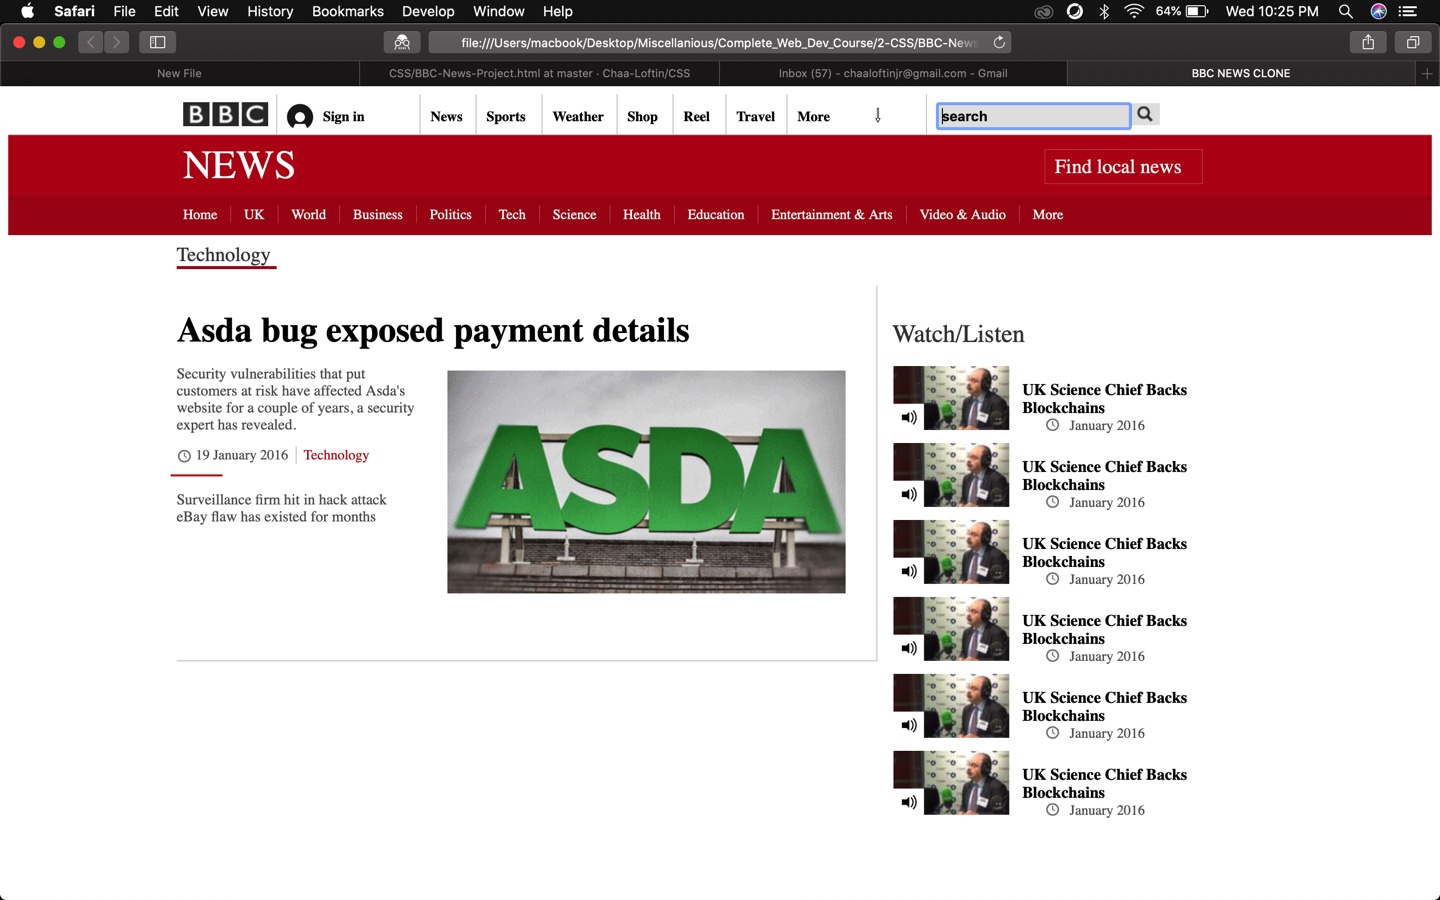 Safari File Edit View History Bookmarks Develop Window Help 64% Wed 10:25 PM
file:///Users/macbook/Desktop/Miscellanious/Complete_Web_Dev_Course/2-CSS/BBC-News
New File CSS/BBC-News-Project.html at master · Chaa-Loftin/CSS Inbox (57) - chaaloftinjr@gmail.com - Gmail BBC NEWS CLONE
BBC Sign in News Sports Weather Shop Reel Travel More search
NEWS Find local news
Home UK World Business Politics Tech Science Health Education Entertainment & Arts Video & Audio More
Technology
Asda bug exposed payment details
Security vulnerabilities that put
customers at risk have affected Asda's
website for a couple of years, a security
expert has revealed.
19 January 2016 Technology
Surveillance firm hit in hack attack
eBay flaw has existed for months
ASDA
Watch/Listen
UK Science Chief Backs
Blockchains
January 2016
UK Science Chief Backs
Blockchains
January 2016
UK Science Chief Backs
Blockchains
January 2016
UK Science Chief Backs
Blockchains
January 2016
UK Science Chief Backs
Blockchains
January 2016
UK Science Chief Backs
Blockchains
January 2016